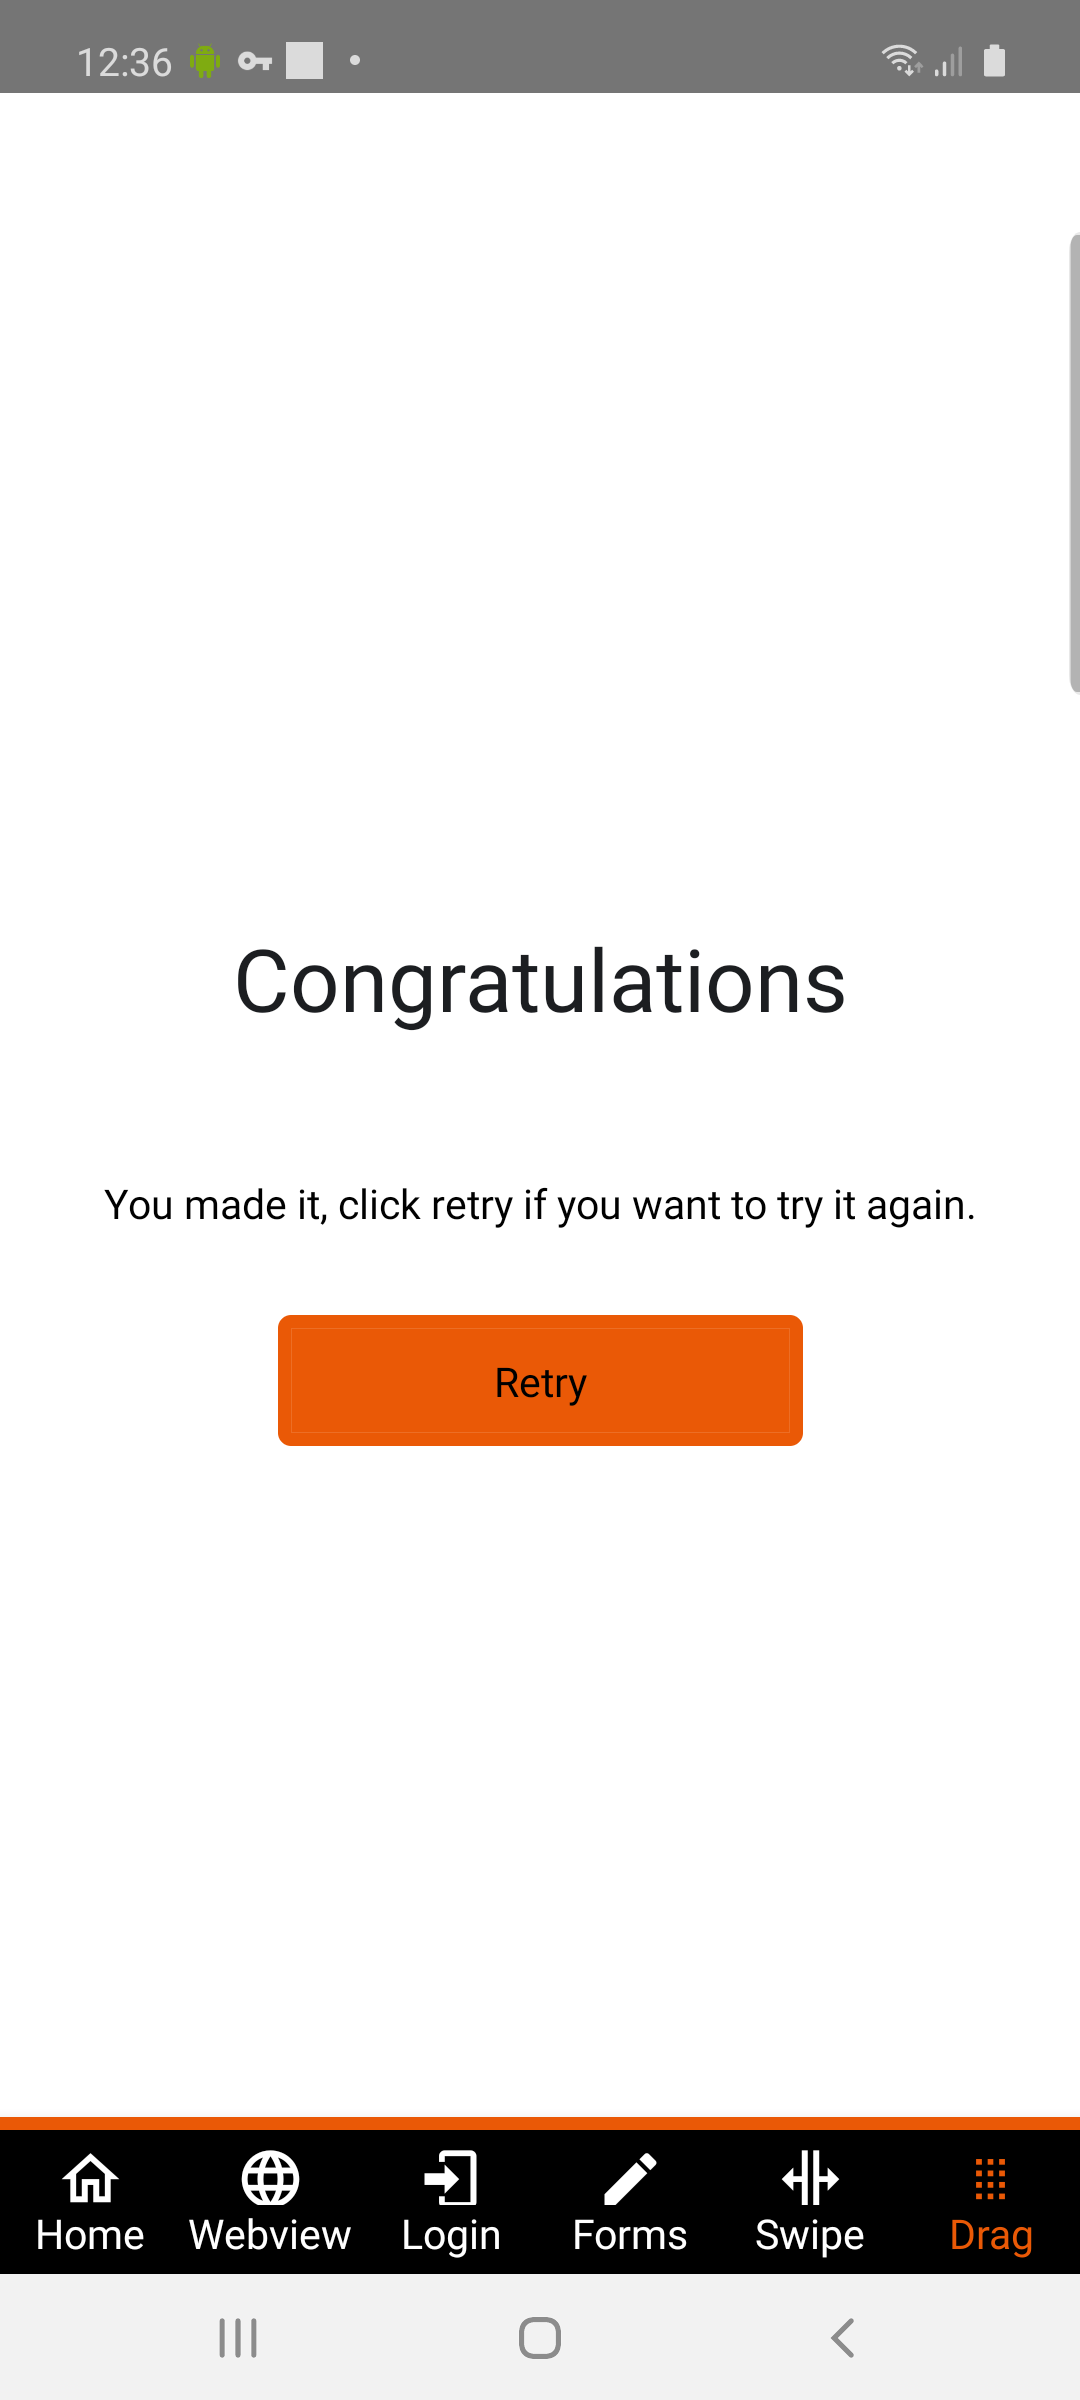 12:36
Congratulations
You made it, click retry if you want to try it again.
Retry
Home Webview Login Forms Swipe Drag